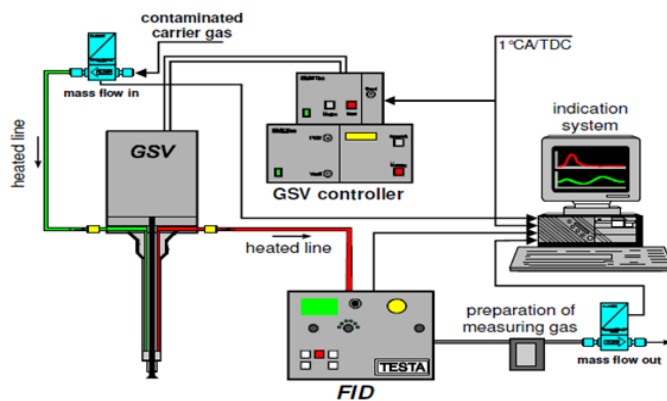 contaminated
carrier gas
1°CA/TDC
mass flow in
indication
system
heated line
GSV
GSV controller
heated line
preparation of
measuring gas
TESTA
mass flow out
FID